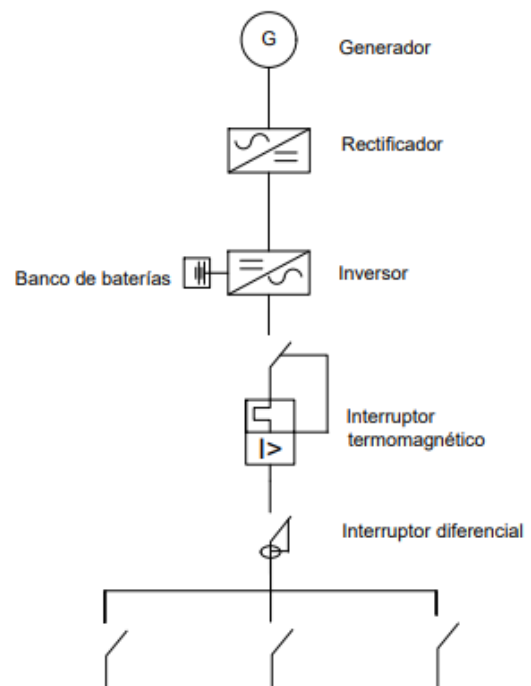 G
Generador
Rectificador
Banco de baterías
Inversor
Interruptor
termomagnético
|>
Interruptor diferencial